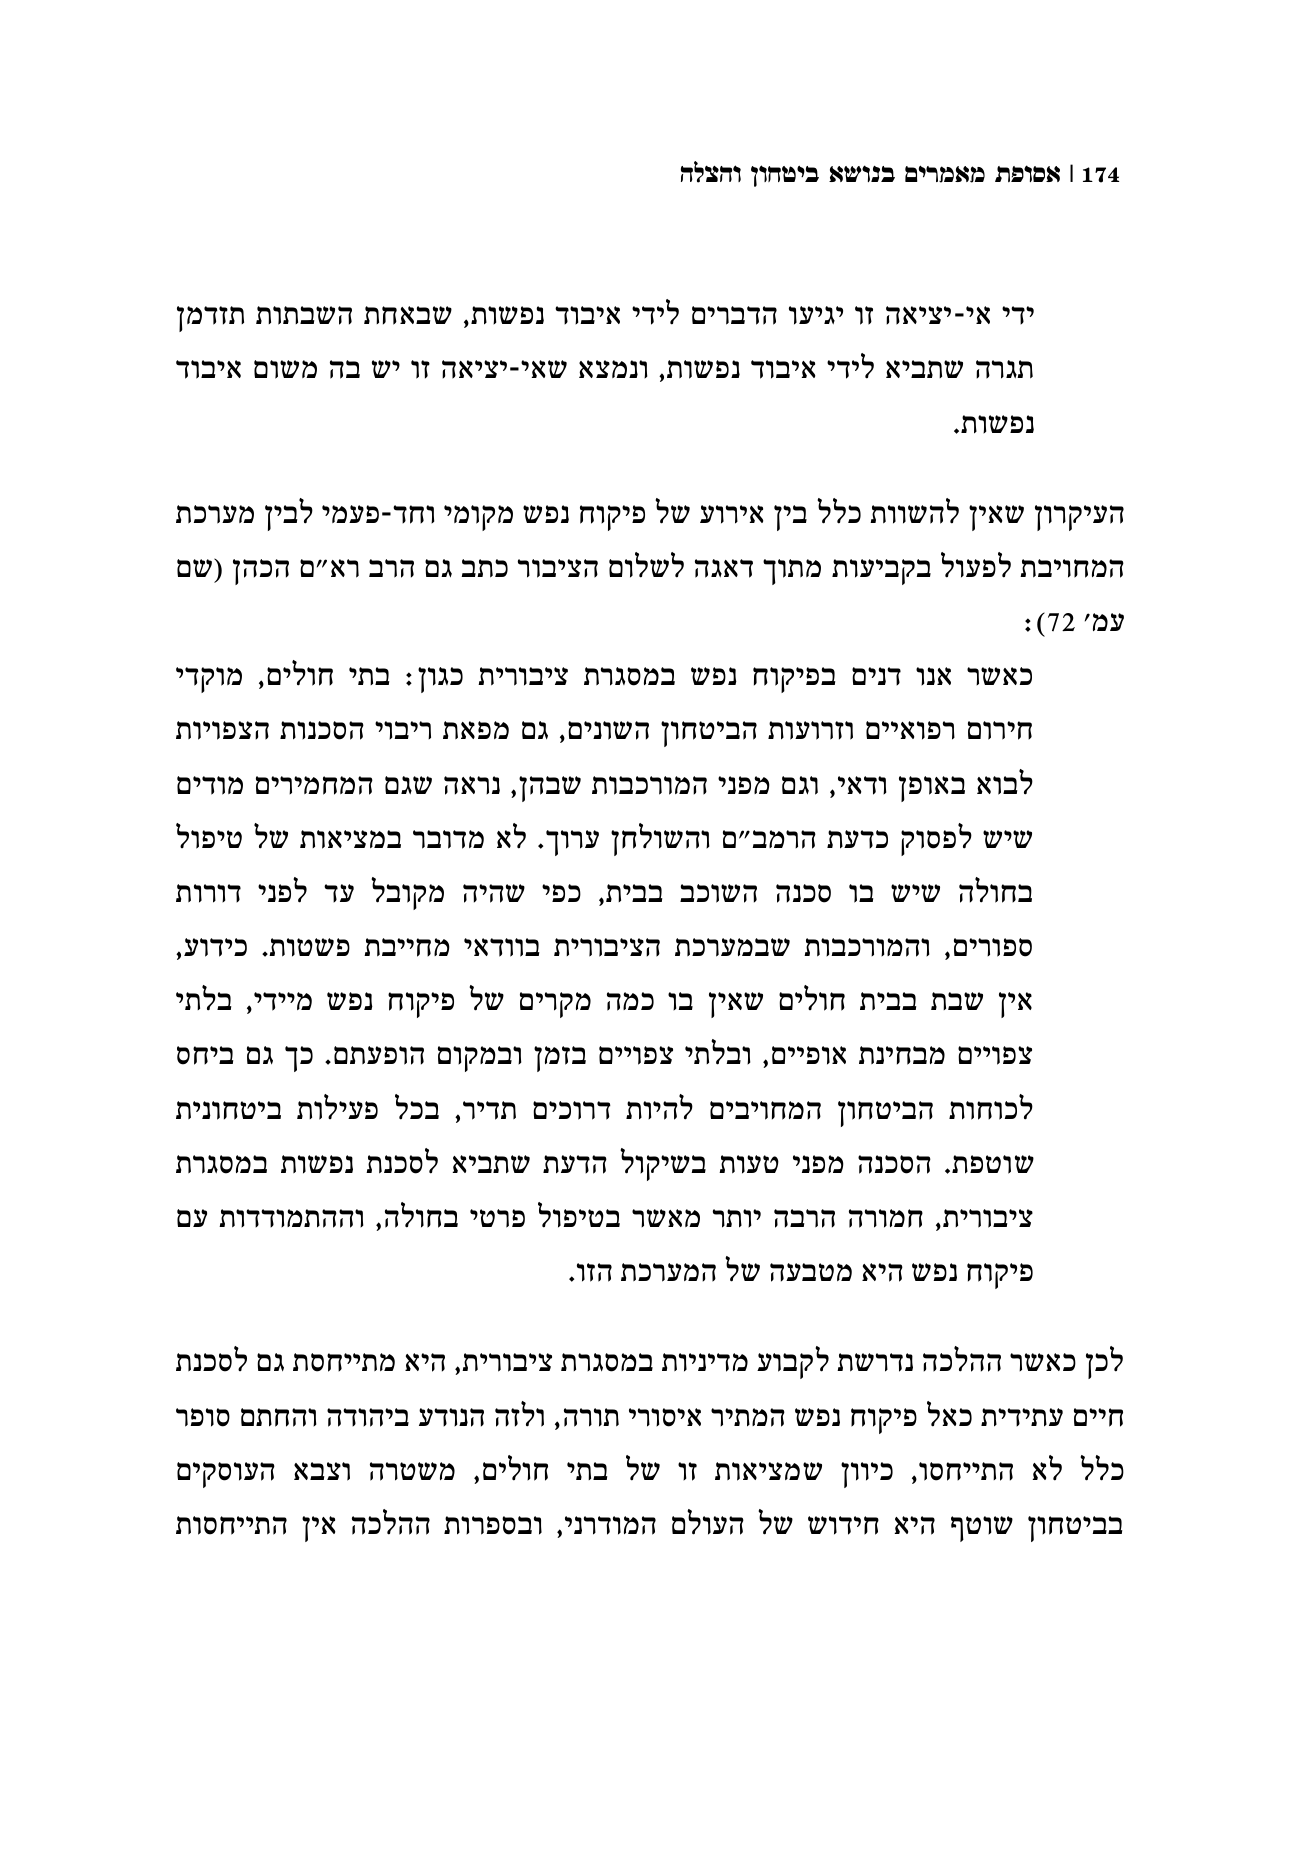 174 | אסופת מאמרים בנושא ביטחון והצלה
ידי אי-יציאה זו יגיעו הדברים לידי איבוד נפשות, שבאחת השבתות תזדמן
תגרה שתביא לידי איבוד נפשות, ונמצא שאי-יציאה זו יש בה משום איבוד
נפשות.
העיקרון שאין להשוות כלל בין אירוע של פיקוח נפש מקומי וחד-פעמי לבין מערכת
המחויבת לפעול בקביעות מתוך דאגה לשלום הציבור כתב גם הרב רא״ם הכהן (שם
עמ׳ 72):
כאשר אנו דנים בפיקוח נפש במסגרת ציבורית כגון: בתי חולים, מוקדי
חירום רפואיים וזרועות הביטחון השונים, גם מפאת ריבוי הסכנות הצפויות
לבוא באופן ודאי, וגם מפני המורכבות שבהן, נראה שגם המחמירים מודים
שיש לפסוק כדעת הרמב״ם והשולחן ערוך. לא מדובר במציאות של טיפול
בחולה שיש בו סכנה השוכב בבית, כפי שהיה מקובל עד לפני דורות
ספורים, והמורכבות שבמערכת הציבורית בוודאי מחייבת פשטות. כידוע,
אין שבת בבית חולים שאין בו כמה מקרים של פיקוח נפש מיידי, בלתי
צפויים מבחינת אופיים, ובלתי צפויים בזמן ובמקום הופעתם. כך גם ביחס
לכוחות הביטחון המחויבים להיות דרוכים תדיר, בכל פעילות ביטחונית
שוטפת. הסכנה מפני טעות בשיקול הדעת שתביא לסכנת נפשות במסגרת
ציבורית, חמורה הרבה יותר מאשר בטיפול פרטי בחולה, וההתמודדות עם
פיקוח נפש היא מטבעה של המערכת הזו.
לכן כאשר ההלכה נדרשת לקבוע מדיניות במסגרת ציבורית, היא מתייחסת גם לסכנת
חיים עתידית כאל פיקוח נפש המתיר איסורי תורה, ולזה הנודע ביהודה והחתם סופר
כלל לא התייחסו, כיוון שמציאות זו של בתי חולים, משטרה וצבא העוסקים
בביטחון שוטף היא חידוש של העולם המודרני, ובספרות ההלכה אין התייחסות